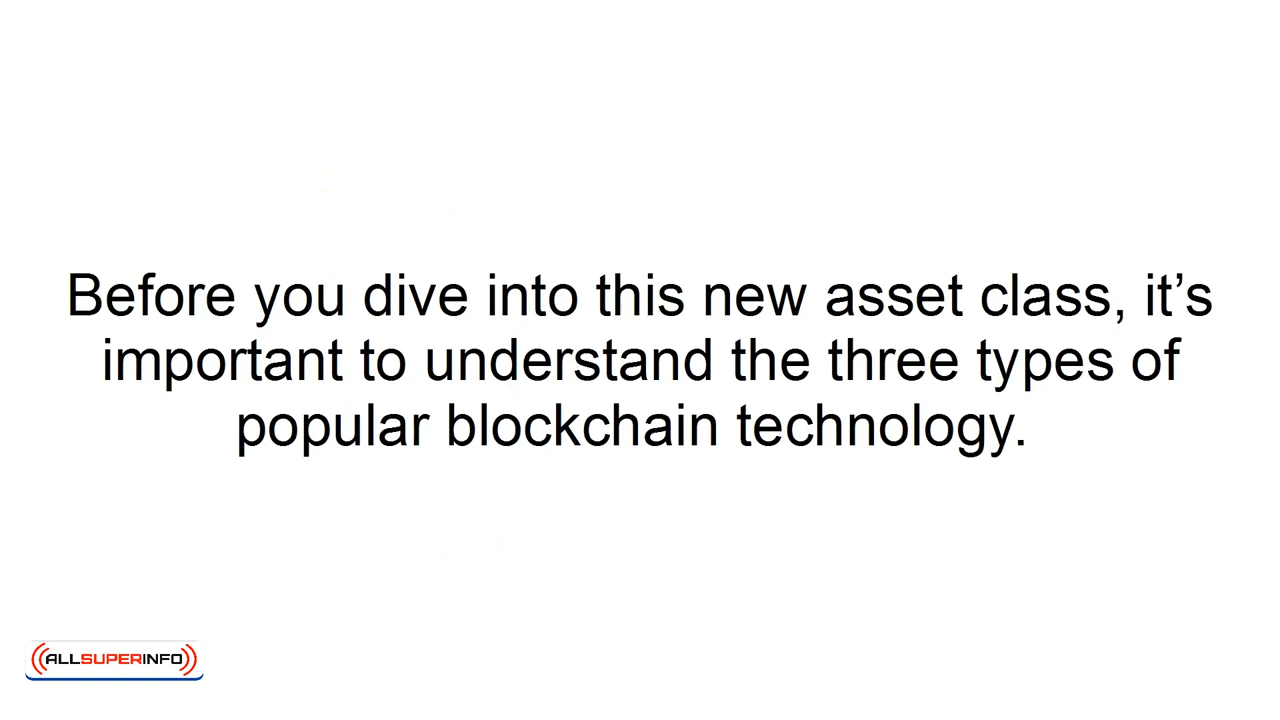 Before you dive into this new asset class, it’s
important to understand the three types of
popular blockchain technology.
ALLSUPERINFO